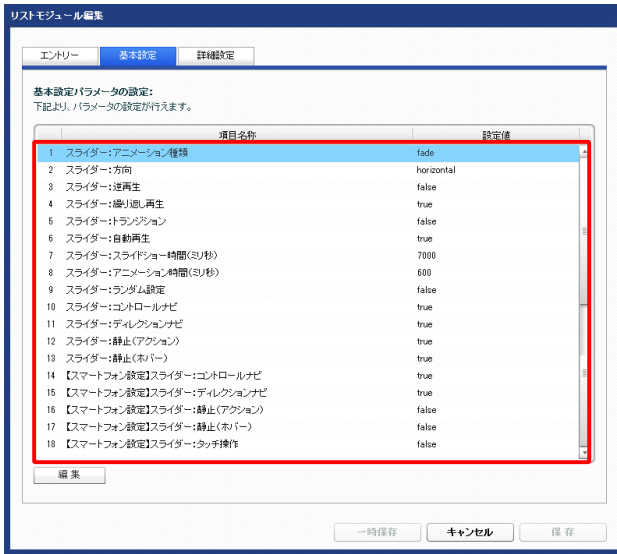 リストモジュール編集
エントリー 基本設定 詳細設定
基本設定パラメータの設定:
下記より、パラメータの設定が行えます。
項目名称 設定値
1 スライダー:アニメーション種類 fade
2 スライダー:方向 horizontal
3 スライダー:逆再生 false
4 スライダー:繰り返し再生 true
5 スライダー:トランジション false
6 スライダー:自動再生 true
7 スライダー:スライドショー時間(ミリ秒) 7000
8 スライダー:アニメーション時間(ミリ秒) 600
9 スライダー:ランダム設定 false
10 スライダー:コントロールナビ true
11 スライダー:ディレクションナビ true
12 スライダー:静止(アクション) true
13 スライダー:静止(ホバー) true
14 【スマートフォン設定】スライダー:コントロールナビ true
15 【スマートフォン設定】スライダー:ディレクションナビ true
16 【スマートフォン設定】スライダー:静止(アクション) false
17 【スマートフォン設定】スライダー:静止(ホバー) false
18 【スマートフォン設定】スライダー:タッチ操作 false
編集
一時保存 キャンセル 保存